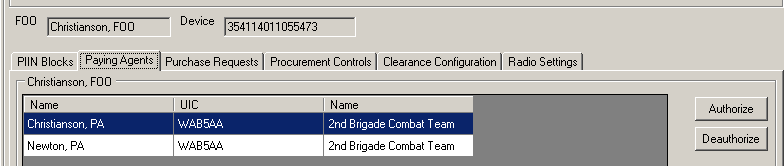 FOO Christianson, FOO Device 354114011055473
PIIN Blocks Paying Agents Purchase Requests Procurement Controls Clearance Configuration Radio Settings
Christianson, FOO
Name UIC Name
Christianson, PA WAB5AA 2nd Brigade Combat Team
Newton, PA WAB5AA 2nd Brigade Combat Team
Authorize
Deauthorize